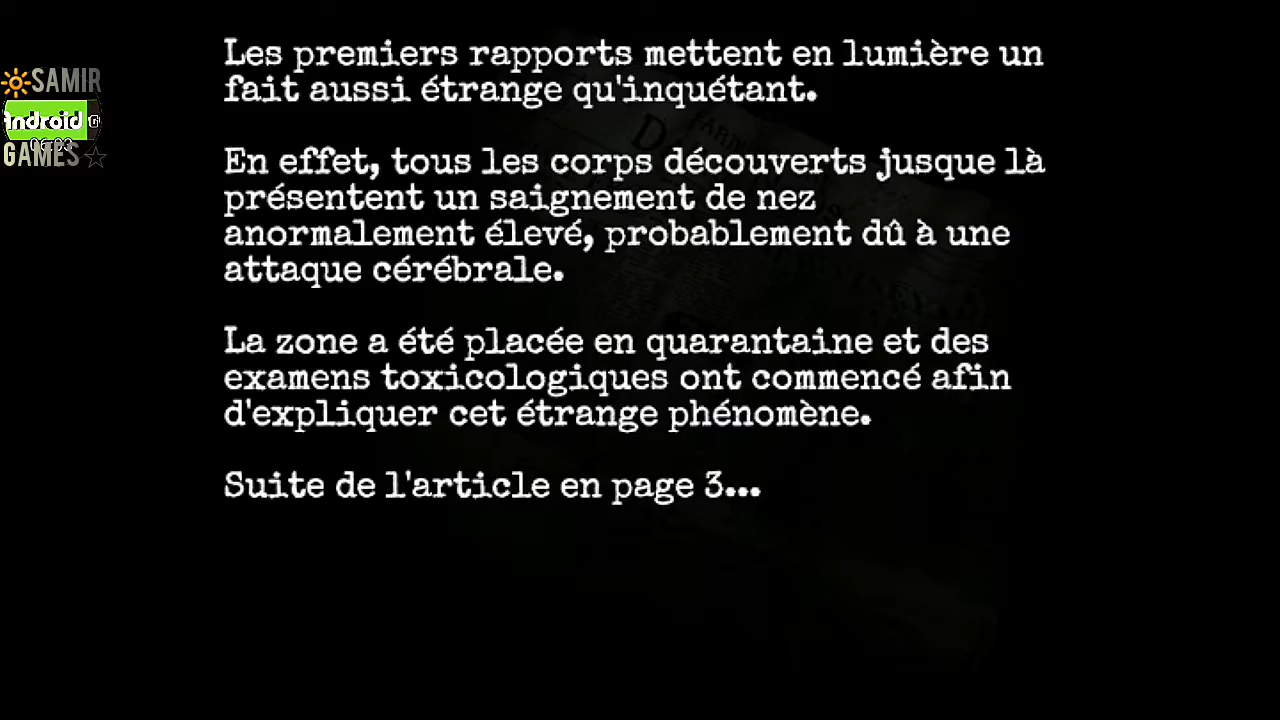 Les premiers rapports mettent en lumière un
fait aussi étrange qu'inquétant.
En effet, tous les corps découverts jusque là
présentent un saignement de nez
anormalement élevé, probablement dû à une
attaque cérébrale.
La zone a été placée en quarantaine et des
examens toxicologiques ont commencé afin
d'expliquer cet étrange phénomène.
Suite de l'article en page 3...
SAMIR
Android
GAMES